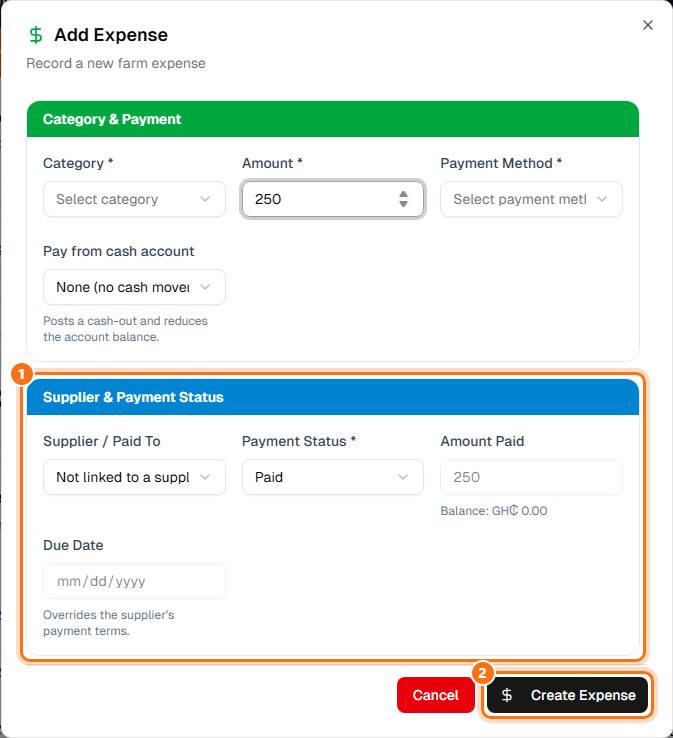 Add Expense
Record a new farm expense
Category & Payment
Category *
Amount *
Payment Method *
Select category
250
Select payment metl
Pay from cash account
None (no cash mover
Posts a cash-out and reduces
the account balance.
1
Supplier & Payment Status
Supplier / Paid To
Payment Status *
Amount Paid
Not linked to a suppl
Paid
250
Balance: GH₵ 0.00
Due Date
mm/dd/yyyy
Overrides the supplier's
payment terms.
2
Cancel
$ Create Expense